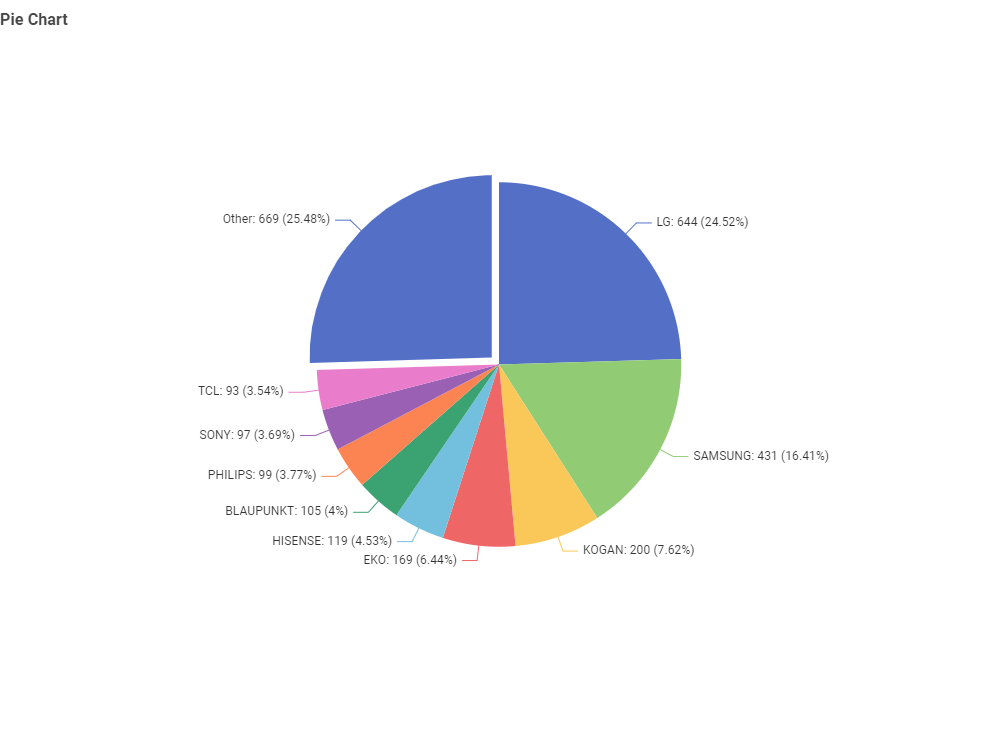 Pie Chart
Other: 669 (25.48%)
LG: 644 (24.52%)
TCL: 93 (3.54%)
SONY: 97 (3.69%)
SAMSUNG: 431 (16.41%)
PHILIPS: 99 (3.77%)
BLAUPUNKT: 105 (4%)
HISENSE: 119 (4.53%)
KOGAN: 200 (7.62%)
EKO: 169 (6.44%)